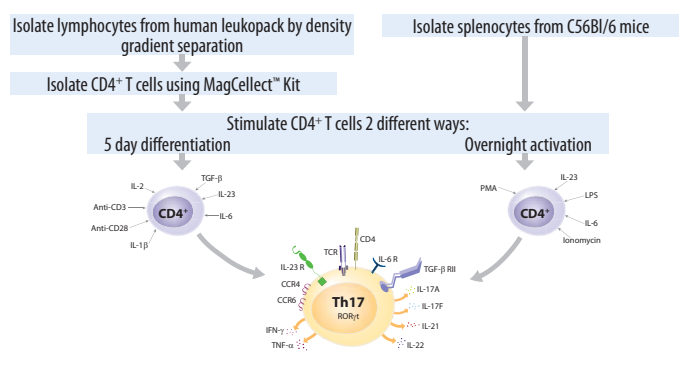 Isolate lymphocytes from human leukopack by density
gradient separation
Isolate splenocytes from C56Bl/6 mice
Isolate CD4⁺ T cells using MagCellect™ Kit
Stimulate CD4⁺ T cells 2 different ways:
5 day differentiation
Overnight activation
IL-2
TGF-β
IL-23
Anti-CD3
CD4⁺
IL-6
Anti-CD28
IL-1β
PMA
IL-23
LPS
CD4⁺
IL-6
Ionomycin
CD4
TCR
IL-6 R
IL-23 R
TGF-β RII
CCR4
CCR6
Th17
RORγt
IL-17A
IL-17F
IL-21
IL-22
IFN-γ
TNF-α